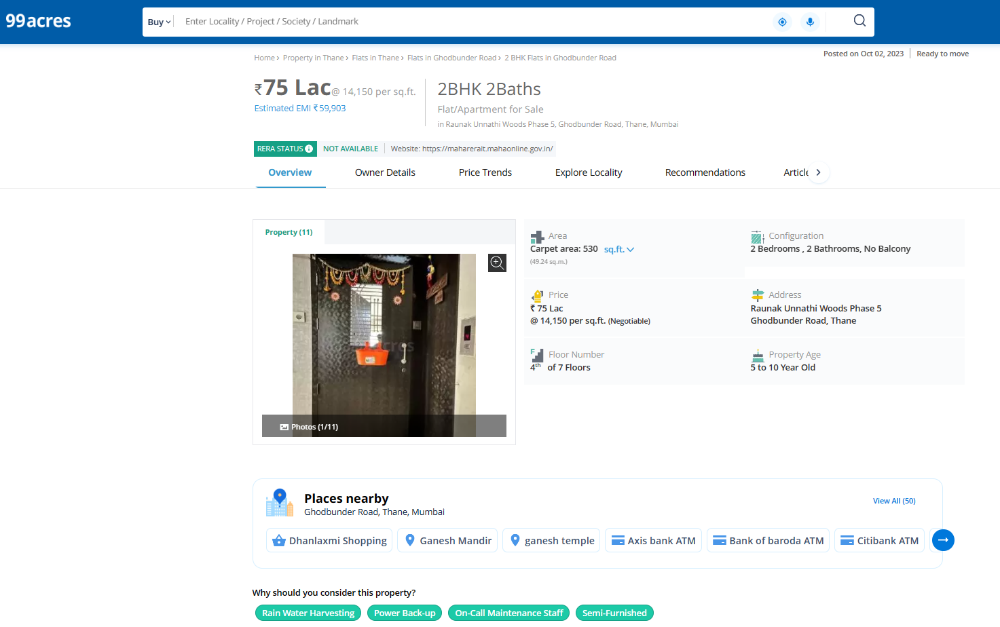 99acres
Buy
Enter Locality / Project / Society / Landmark
Home › Property in Thane › Flats in Thane › Flats in Ghodbunder Road › 2 BHK Flats in Ghodbunder Road
Posted on Oct 02, 2023 | Ready to move
₹75 Lac @ 14,150 per sq.ft.
Estimated EMI ₹59,903
2BHK 2Baths
Flat/Apartment for Sale
in Raunak Unnathi Woods Phase 5, Ghodbunder Road, Thane, Mumbai
RERA STATUS NOT AVAILABLE | Website: https://maharerait.mahaonline.gov.in/
Overview Owner Details Price Trends Explore Locality Recommendations Article
Property (11)
Photos (1/11)
Area
Carpet area: 530 sq.ft.
(49.24 sq.m.)
Configuration
2 Bedrooms , 2 Bathrooms, No Balcony
Price
₹ 75 Lac
@ 14,150 per sq.ft. (Negotiable)
Address
Raunak Unnathi Woods Phase 5
Ghodbunder Road, Thane
Floor Number
4th of 7 Floors
Property Age
5 to 10 Year Old
Places nearby
Ghodbunder Road, Thane, Mumbai
View All (50)
Dhanlaxmi Shopping Ganesh Mandir ganesh temple Axis bank ATM Bank of baroda ATM Citibank ATM
Why should you consider this property?
Rain Water Harvesting Power Back-up On-Call Maintenance Staff Semi-Furnished